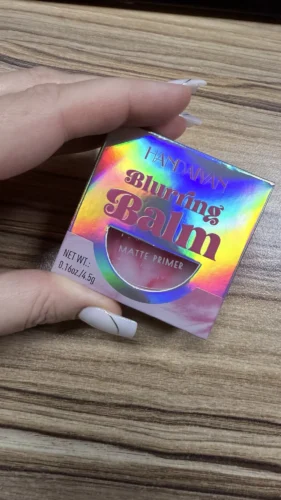 HANDAIYAN
Blurring
Balm
MATTE PRIMER
NET WT.:
0.16oz/4.5g